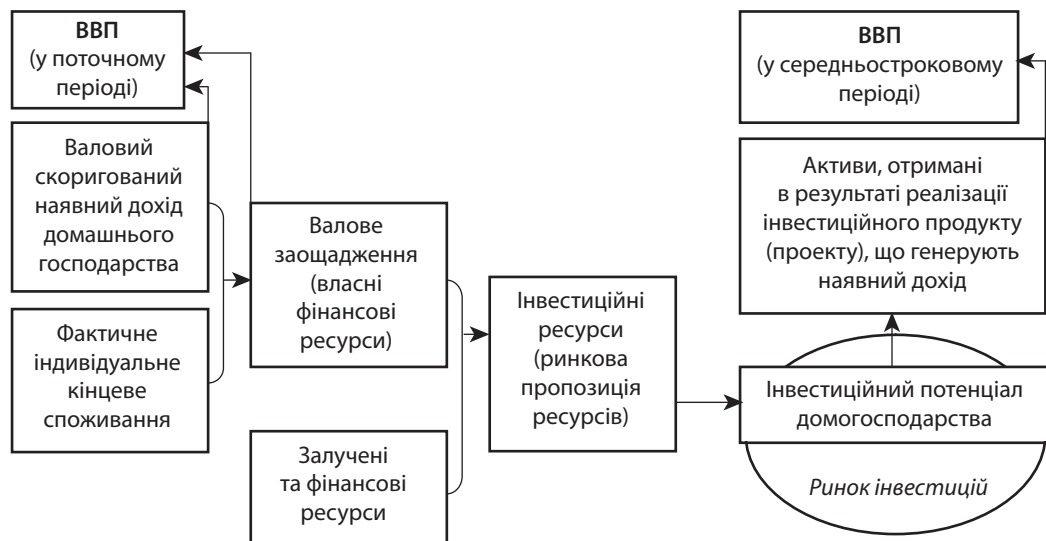 ВВП
(у поточному
періоді)
Валовий
скоригований
наявний дохід
домашнього
господарства
Фактичне
індивідуальне
кінцеве
споживання
Валове
заощадження
(власні
фінансові
ресурси)
Залучені
та фінансові
ресурси
Інвестиційні
ресурси
(ринкова
пропозиція
ресурсів)
ВВП
(у середньостроковому
періоді)
Активи, отримані
в результаті реалізації
інвестиційного продукту
(проекту), що генерують
наявний дохід
Інвестиційний потенціал
домогосподарства
Ринок інвестицій